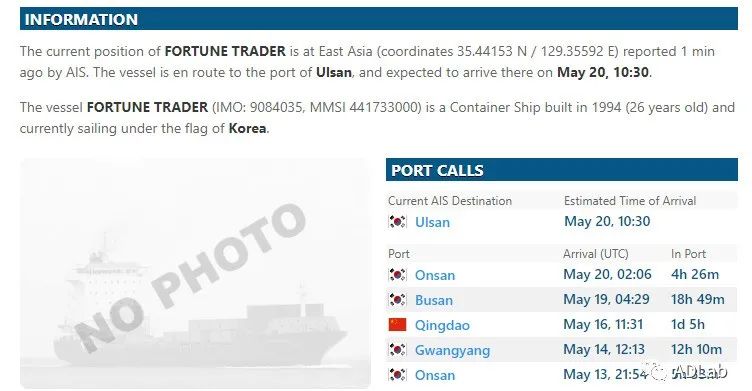 INFORMATION
The current position of FORTUNE TRADER is at East Asia (coordinates 35.44153 N / 129.35592 E) reported 1 min
ago by AIS. The vessel is en route to the port of Ulsan, and expected to arrive there on May 20, 10:30.
The vessel FORTUNE TRADER (IMO: 9084035, MMSI 441733000) is a Container Ship built in 1994 (26 years old) and
currently sailing under the flag of Korea.
NO PHOTO
PORT CALLS
Current AIS Destination Estimated Time of Arrival
Ulsan May 20, 10:30
Port Arrival (UTC) In Port
Onsan May 20, 02:06 4h 26m
Busan May 19, 04:29 18h 49m
Qingdao May 16, 11:31 1d 5h
Gwangyang May 14, 12:13 12h 10m
Onsan May 13, 21:54
ADLab